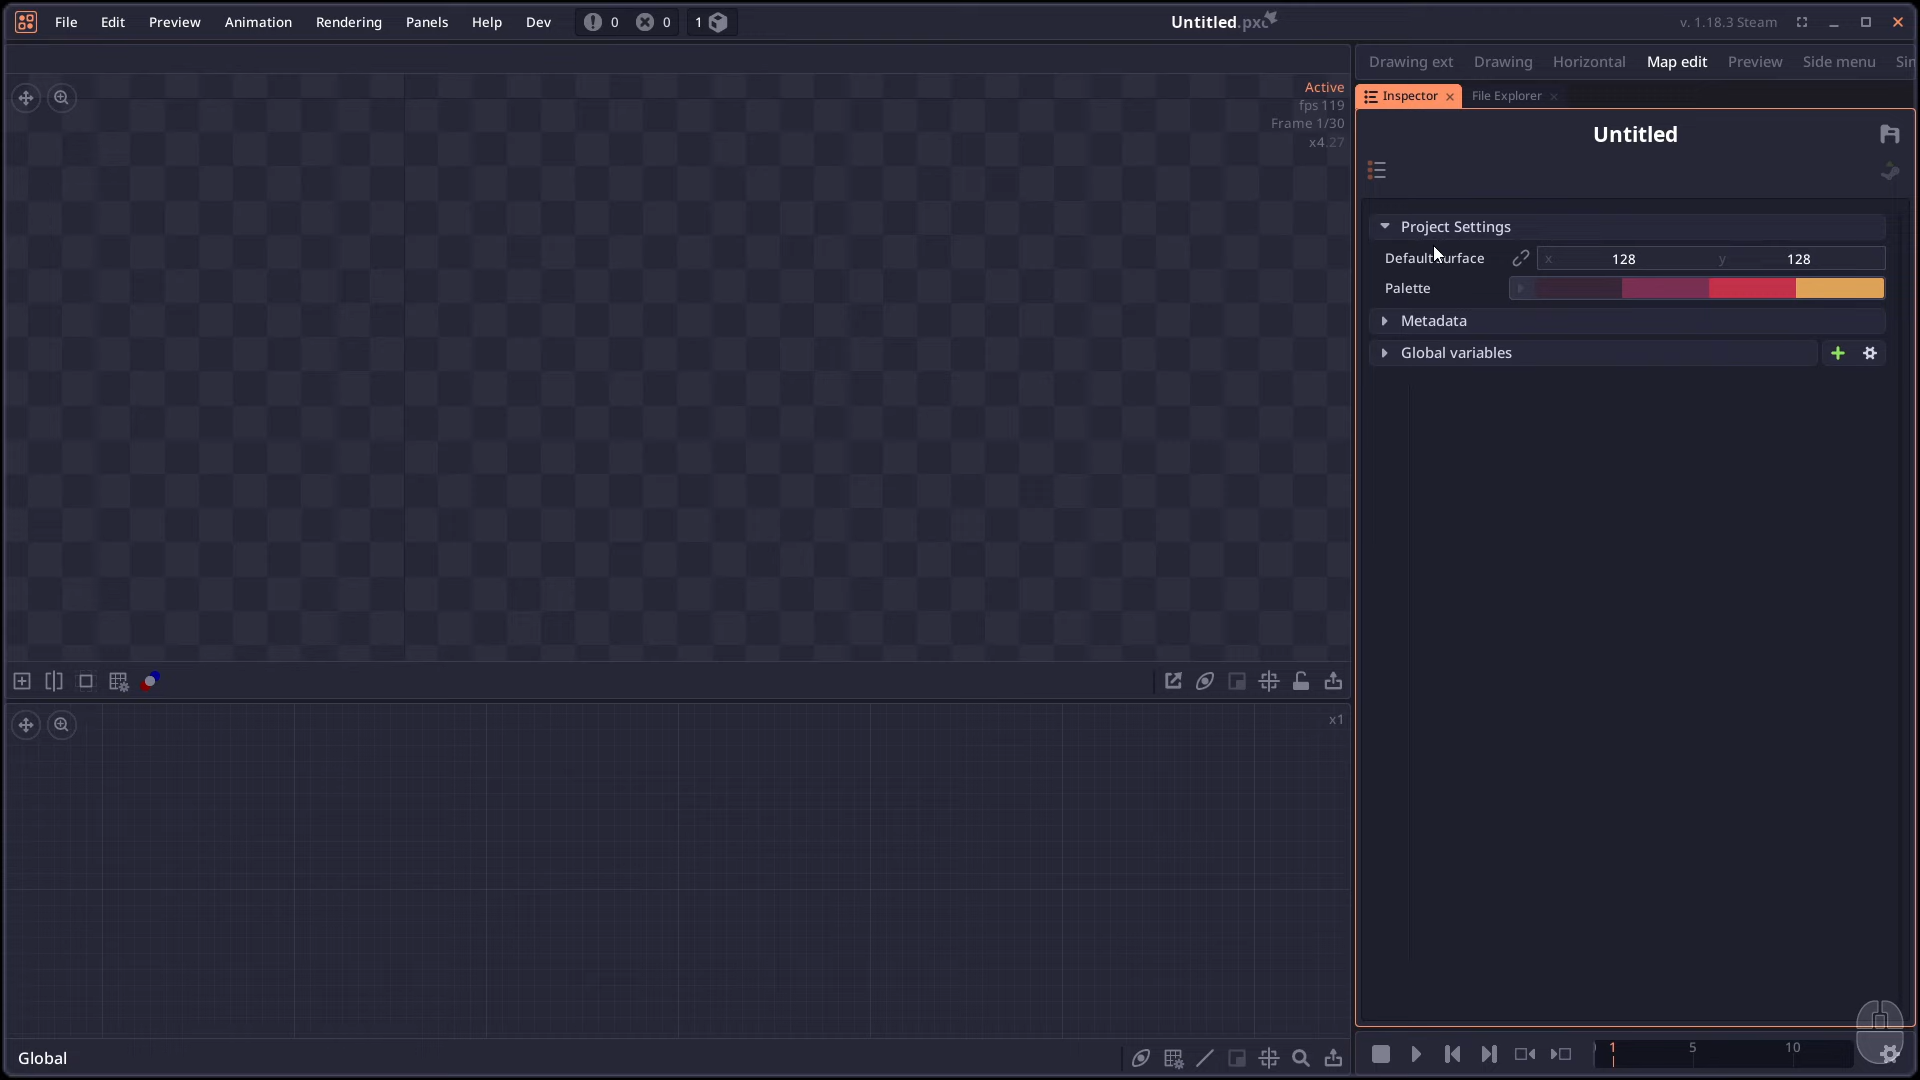 File Edit Preview Animation Rendering Panels Help Dev 0 0 1 Untitled.pxc v. 1.18.3 Steam
Drawing ext Drawing Horizontal Map edit Preview Side menu Sin
Inspector File Explorer
Active
fps 119
Frame 1/30
x4.27
Untitled
Project Settings
Default surface x 128 y 128
Palette
Metadata
Global variables
x1
Global
1 5 10